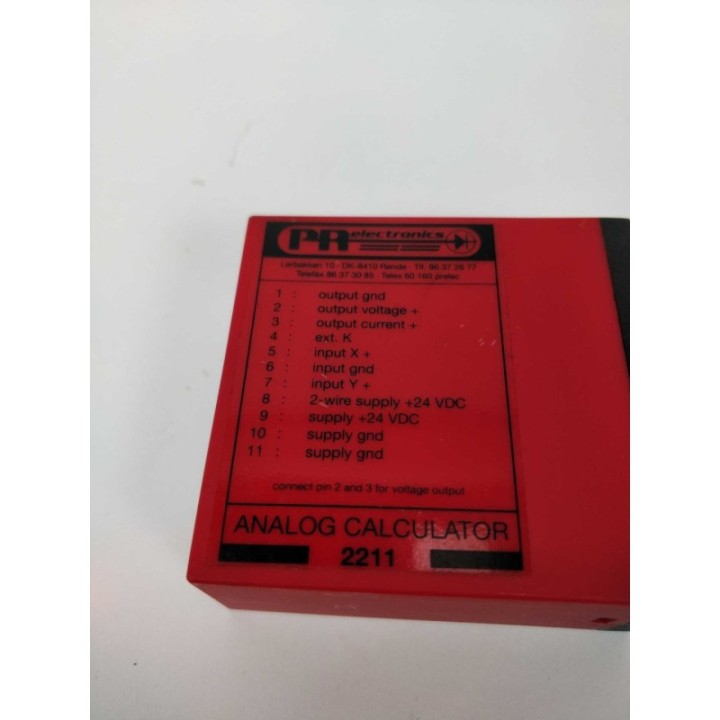 PR electronics
Lerbakken 10 - DK-8410 Rønde - Tlf. 86 37 26 77
Telefax 86 37 30 85 - Telex 60 160 prelec
1 : output gnd
2 : output voltage +
3 : output current +
4 : ext. K
5 : input X +
6 : input gnd
7 : input Y +
8 : 2-wire supply +24 VDC
9 : supply +24 VDC
10 : supply gnd
11 : supply gnd
connect pin 2 and 3 for voltage output
ANALOG CALCULATOR
2211